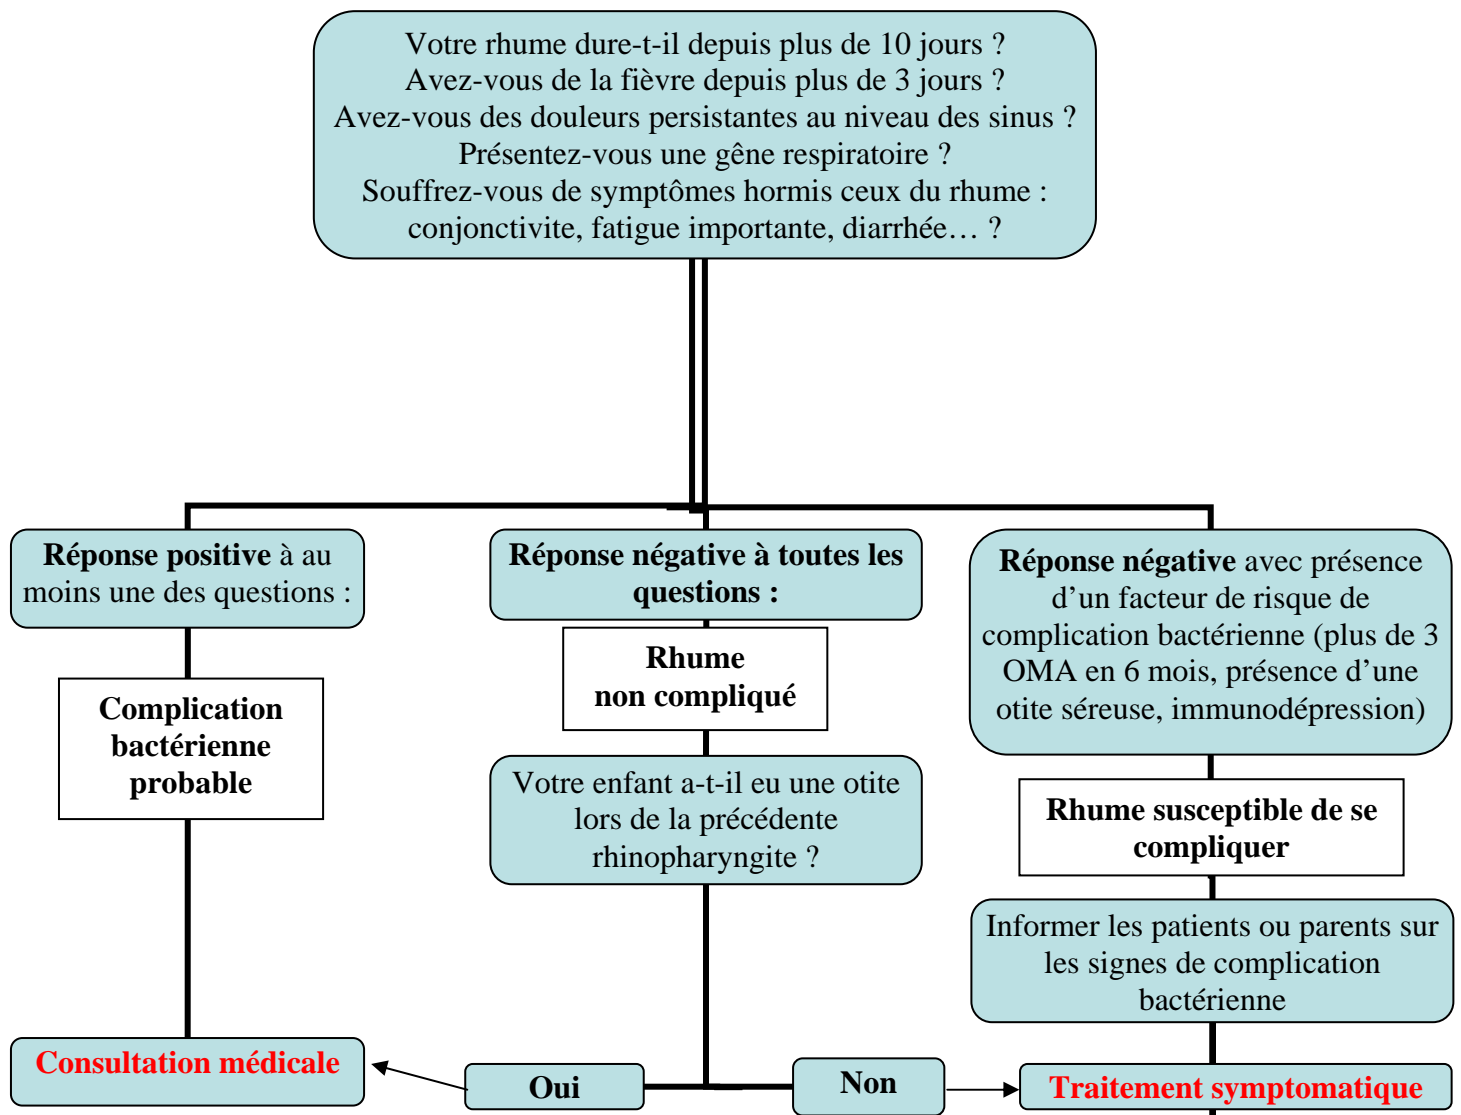 Votre rhume dure-t-il depuis plus de 10 jours ?
Avez-vous de la fièvre depuis plus de 3 jours ?
Avez-vous des douleurs persistantes au niveau des sinus ?
Présentez-vous une gêne respiratoire ?
Souffrez-vous de symptômes hormis ceux du rhume :
conjonctivite, fatigue importante, diarrhée… ?
Réponse positive à au
moins une des questions :
Complication
bactérienne
probable
Consultation médicale
Réponse négative à toutes les
questions :
Rhume
non compliqué
Votre enfant a-t-il eu une otite
lors de la précédente
rhinopharyngite ?
Oui
Non
Réponse négative avec présence
d’un facteur de risque de
complication bactérienne (plus de 3
OMA en 6 mois, présence d’une
otite séreuse, immunodépression)
Rhume susceptible de se
compliquer
Informer les patients ou parents sur
les signes de complication
bactérienne
Traitement symptomatique